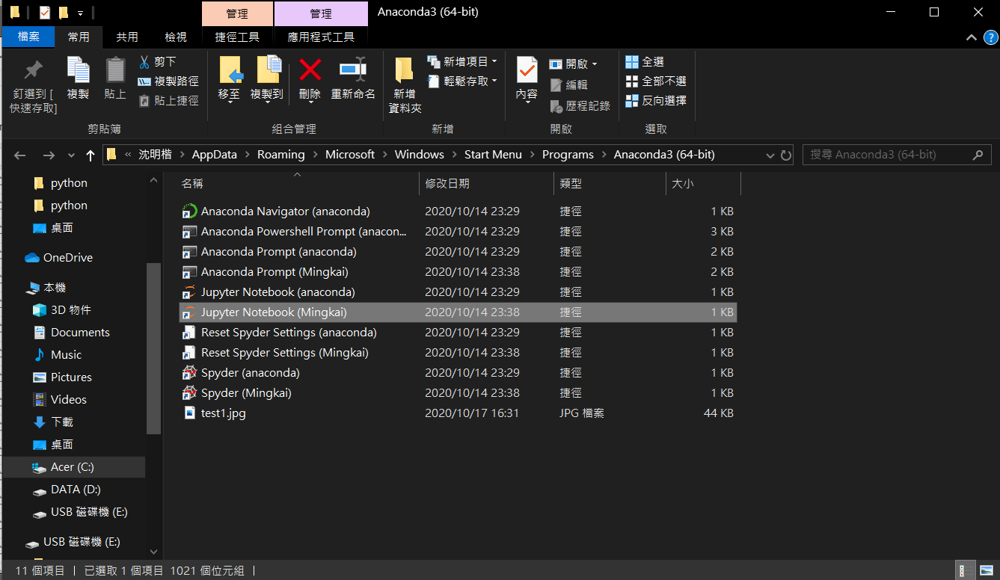 管理 管理 Anaconda3 (64-bit)
檔案 常用 共用 檢視 捷徑工具 應用程式工具
釘選到 [
快速存取]
複製
貼上
剪下
複製路徑
貼上捷徑
剪貼簿
移至
複製到
刪除
重新命名
組合管理
新增
資料夾
新增項目
輕鬆存取
新增
內容
開啟
編輯
歷程記錄
開啟
全選
全部不選
反向選擇
選取
« 沈明楷 > AppData > Roaming > Microsoft > Windows > Start Menu > Programs > Anaconda3 (64-bit)
搜尋 Anaconda3 (64-bit)
python
python
桌面
OneDrive
本機
3D 物件
Documents
Music
Pictures
Videos
下載
桌面
Acer (C:)
DATA (D:)
USB 磁碟機 (E:)
USB 磁碟機 (E:)
名稱 修改日期 類型 大小
Anaconda Navigator (anaconda) 2020/10/14 23:29 捷徑 1 KB
Anaconda Powershell Prompt (anacon... 2020/10/14 23:29 捷徑 3 KB
Anaconda Prompt (anaconda) 2020/10/14 23:29 捷徑 2 KB
Anaconda Prompt (Mingkai) 2020/10/14 23:38 捷徑 2 KB
Jupyter Notebook (anaconda) 2020/10/14 23:29 捷徑 1 KB
Jupyter Notebook (Mingkai) 2020/10/14 23:38 捷徑 1 KB
Reset Spyder Settings (anaconda) 2020/10/14 23:29 捷徑 1 KB
Reset Spyder Settings (Mingkai) 2020/10/14 23:38 捷徑 1 KB
Spyder (anaconda) 2020/10/14 23:29 捷徑 1 KB
Spyder (Mingkai) 2020/10/14 23:38 捷徑 1 KB
test1.jpg 2020/10/17 16:31 JPG 檔案 44 KB
11 個項目 | 已選取 1 個項目 1021 個位元組 |